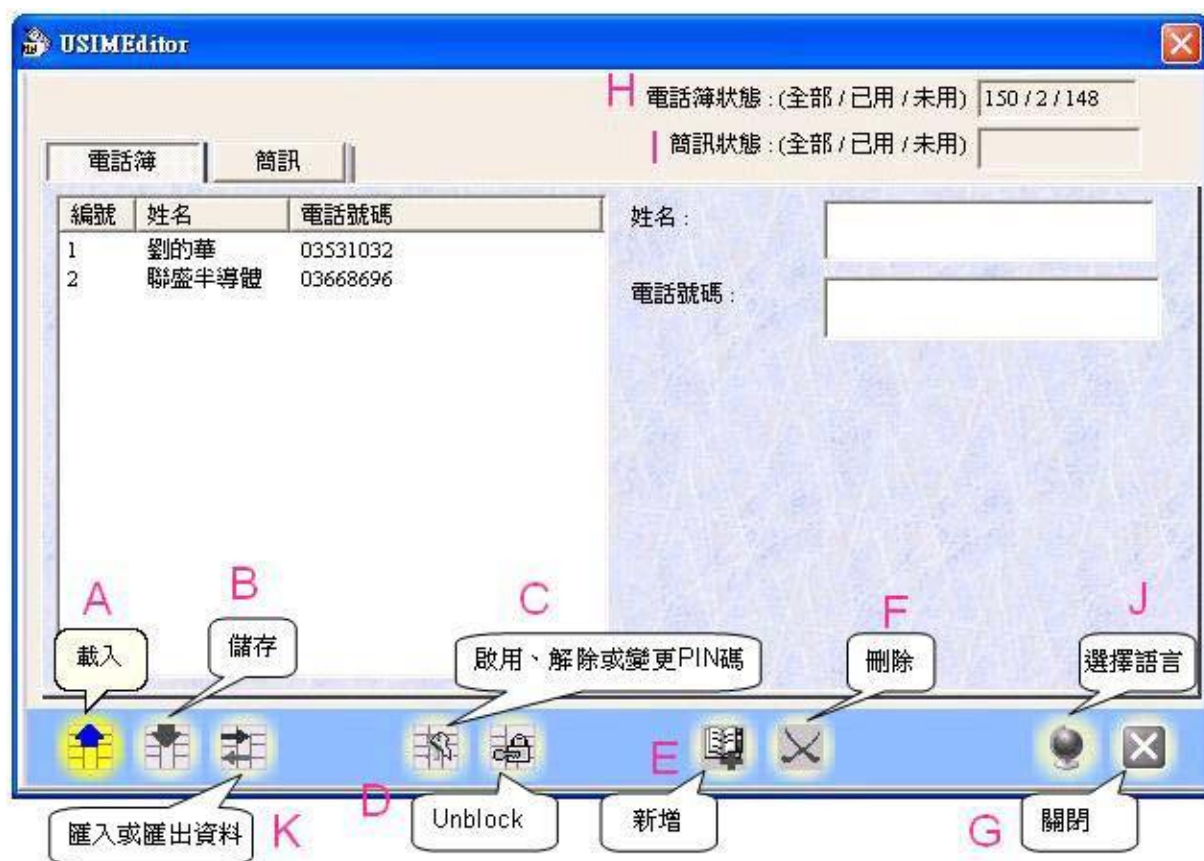 USIMEditor
H 電話簿狀態 : (全部 / 已用 / 未用) 150 / 2 / 148
I 簡訊狀態 : (全部 / 已用 / 未用)
電話簿 簡訊
編號 姓名 電話號碼
1 劉的華 03531032
2 聯盛半導體 03668696
姓名 :
電話號碼 :
A B C F J
載入 儲存 啟用、解除或變更PIN碼 刪除 選擇語言
匯入或匯出資料 K D Unblock E 新增 G 關閉